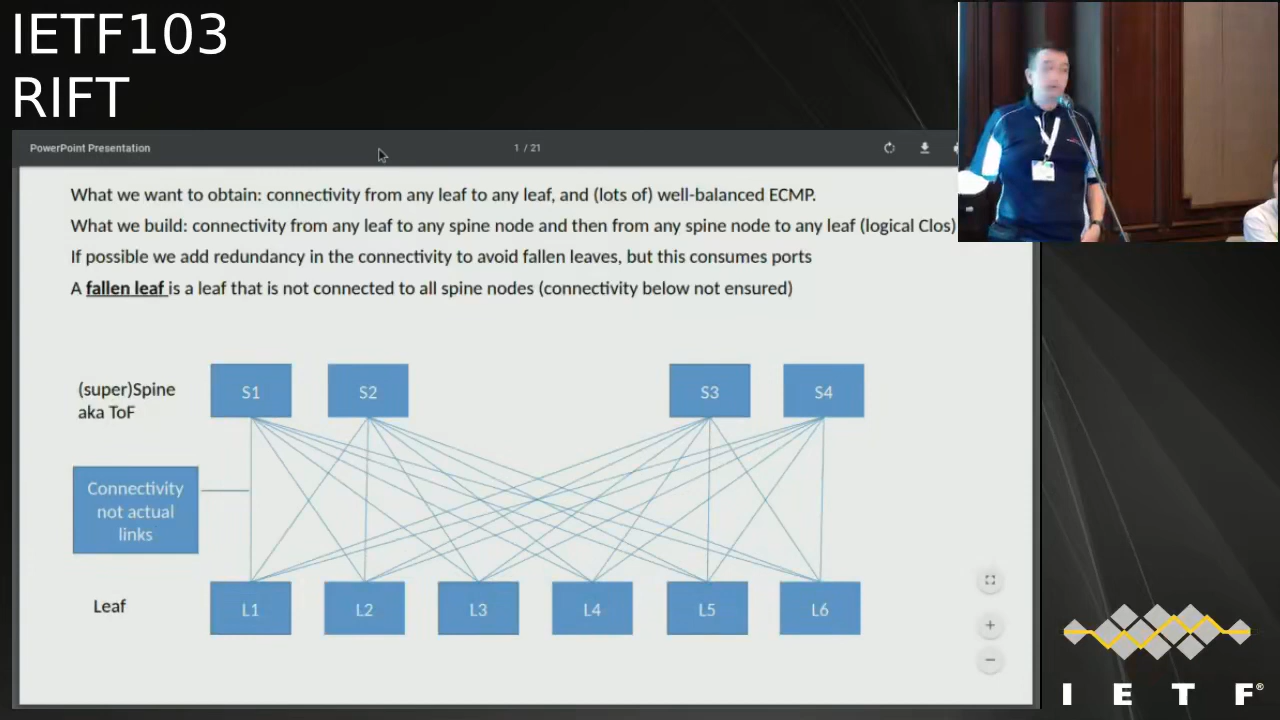 IETF103
RIFT
PowerPoint Presentation
1 / 21
What we want to obtain: connectivity from any leaf to any leaf, and (lots of) well-balanced ECMP.
What we build: connectivity from any leaf to any spine node and then from any spine node to any leaf (logical Clos)
If possible we add redundancy in the connectivity to avoid fallen leaves, but this consumes ports
A fallen leaf is a leaf that is not connected to all spine nodes (connectivity below not ensured)
(super)Spine
aka ToF
S1
S2
S3
S4
Connectivity
not actual
links
Leaf
L1
L2
L3
L4
L5
L6
I E T F®